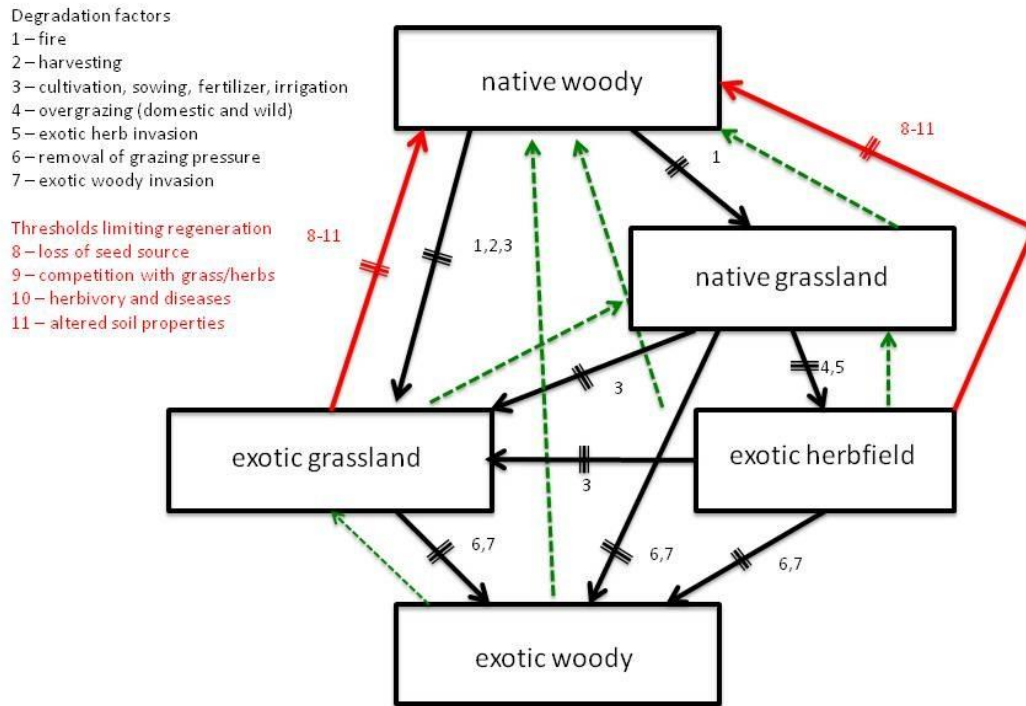 Degradation factors
1 – fire
2 – harvesting
3 – cultivation, sowing, fertilizer, irrigation
4 – overgrazing (domestic and wild)
5 – exotic herb invasion
6 – removal of grazing pressure
7 – exotic woody invasion
Thresholds limiting regeneration
8 – loss of seed source
9 – competition with grass/herbs
10 – herbivory and diseases
11 – altered soil properties
native woody
8-11
1
8-11
1,2,3
native grassland
3
4,5
exotic grassland
exotic herbfield
3
6,7
6,7
6,7
exotic woody